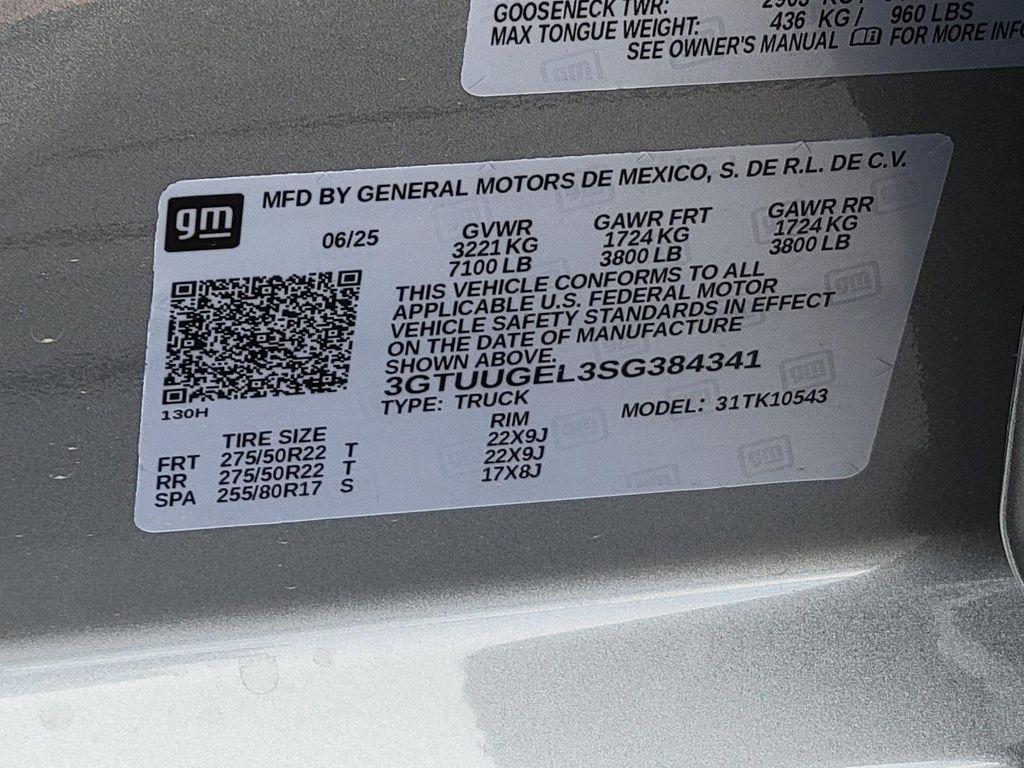 GOOSENECK TWR:
MAX TONGUE WEIGHT: 436 KG/ 960 LBS
SEE OWNER'S MANUAL FOR MORE
gm
MFD BY GENERAL MOTORS DE MEXICO, S. DE R.L. DE C.V.
06/25
GVWR GAWR FRT GAWR RR
3221 KG 1724 KG 1724 KG
7100 LB 3800 LB 3800 LB
THIS VEHICLE CONFORMS TO ALL
APPLICABLE U.S. FEDERAL MOTOR
VEHICLE SAFETY STANDARDS IN EFFECT
ON THE DATE OF MANUFACTURE
SHOWN ABOVE.
3GTUUGEL3SG384341
130H
TYPE: TRUCK MODEL: 31TK10543
TIRE SIZE RIM
FRT 275/50R22 T 22X9J
RR 275/50R22 T 22X9J
SPA 255/80R17 S 17X8J